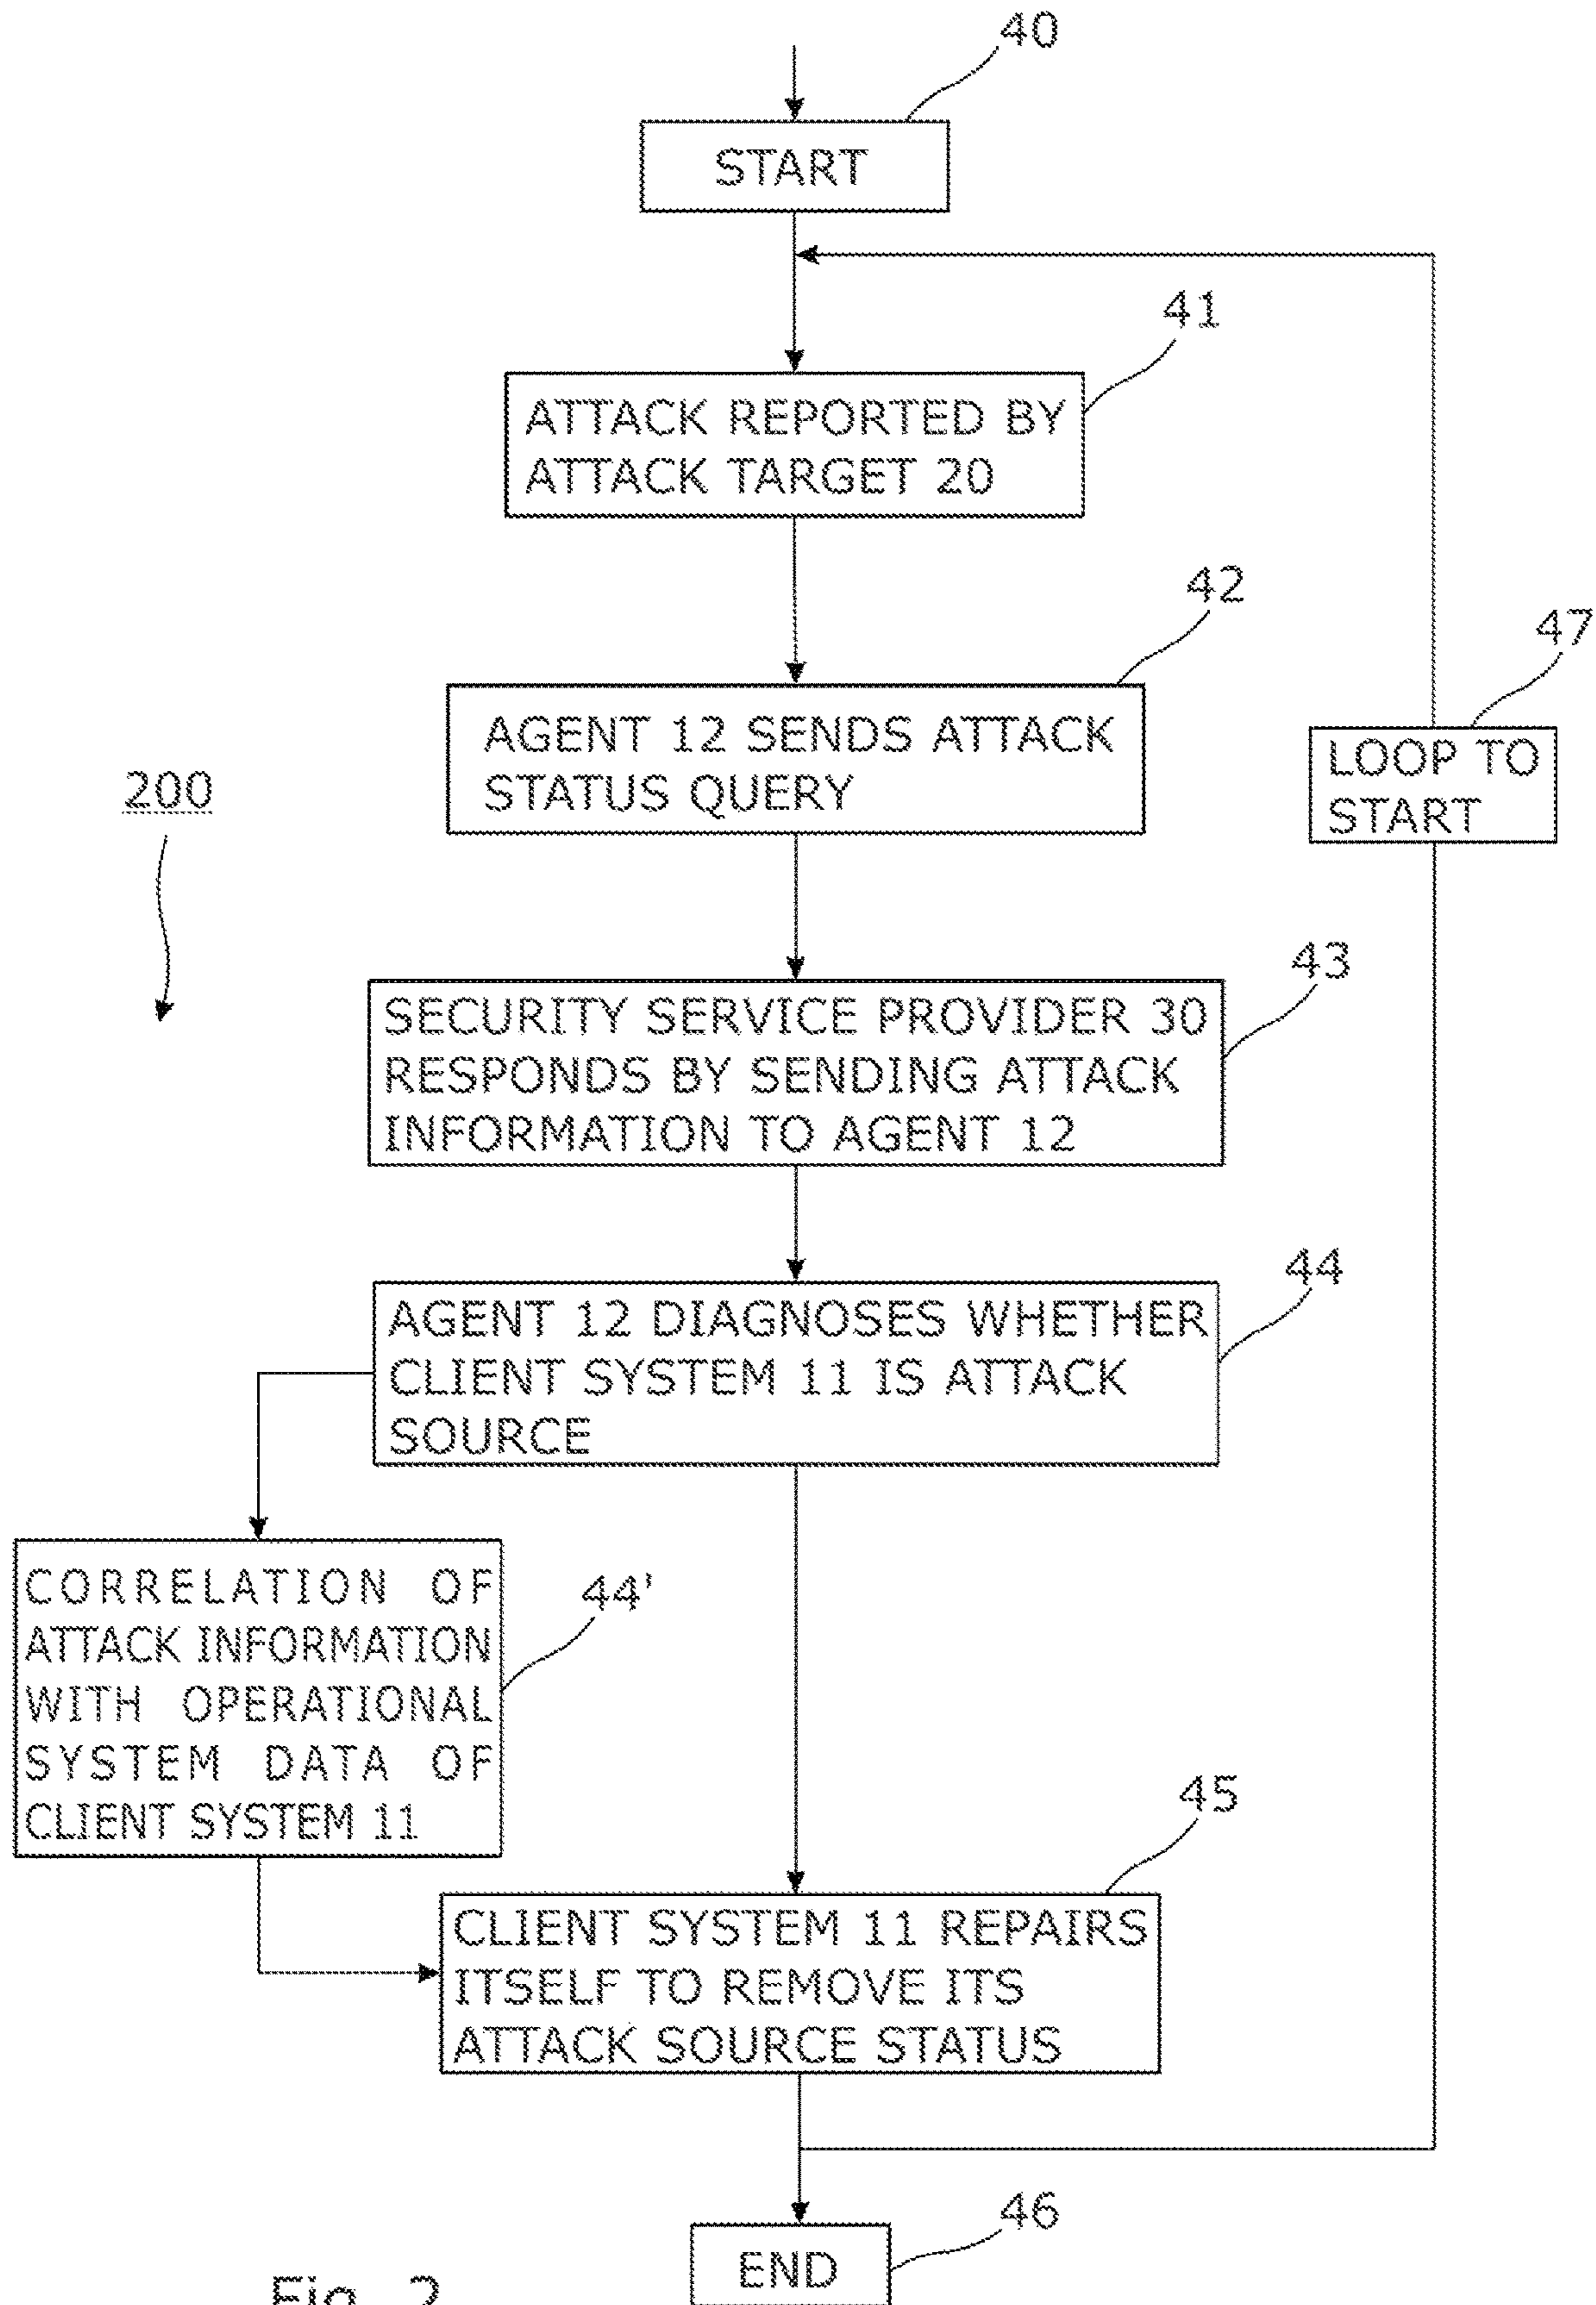 40
START
41
ATTACK REPORTED BY
ATTACK TARGET 20
42
AGENT 12 SENDS ATTACK
STATUS QUERY
47
LOOP TO
START
200
43
SECURITY SERVICE PROVIDER 30
RESPONDS BY SENDING ATTACK
INFORMATION TO AGENT 12
44
AGENT 12 DIAGNOSES WHETHER
CLIENT SYSTEM 11 IS ATTACK
SOURCE
44'
CORRELATION OF
ATTACK INFORMATION
WITH OPERATIONAL
SYSTEM DATA OF
CLIENT SYSTEM 11
45
CLIENT SYSTEM 11 REPAIRS
ITSELF TO REMOVE ITS
ATTACK SOURCE STATUS
46
END
Fig. 2